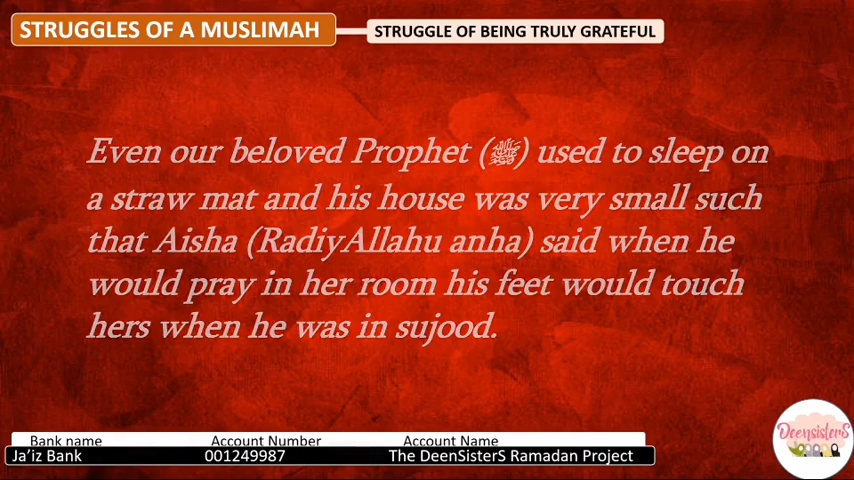 STRUGGLES OF A MUSLIMAH
STRUGGLE OF BEING TRULY GRATEFUL
Even our beloved Prophet (ﷺ) used to sleep on
a straw mat and his house was very small such
that Aisha (RadiyAllahu anha) said when he
would pray in her room his feet would touch
hers when he was in sujood.
Bank name Account Number Account Name
Ja'iz Bank 001249987 The DeenSisterS Ramadan Project
DeensisterS